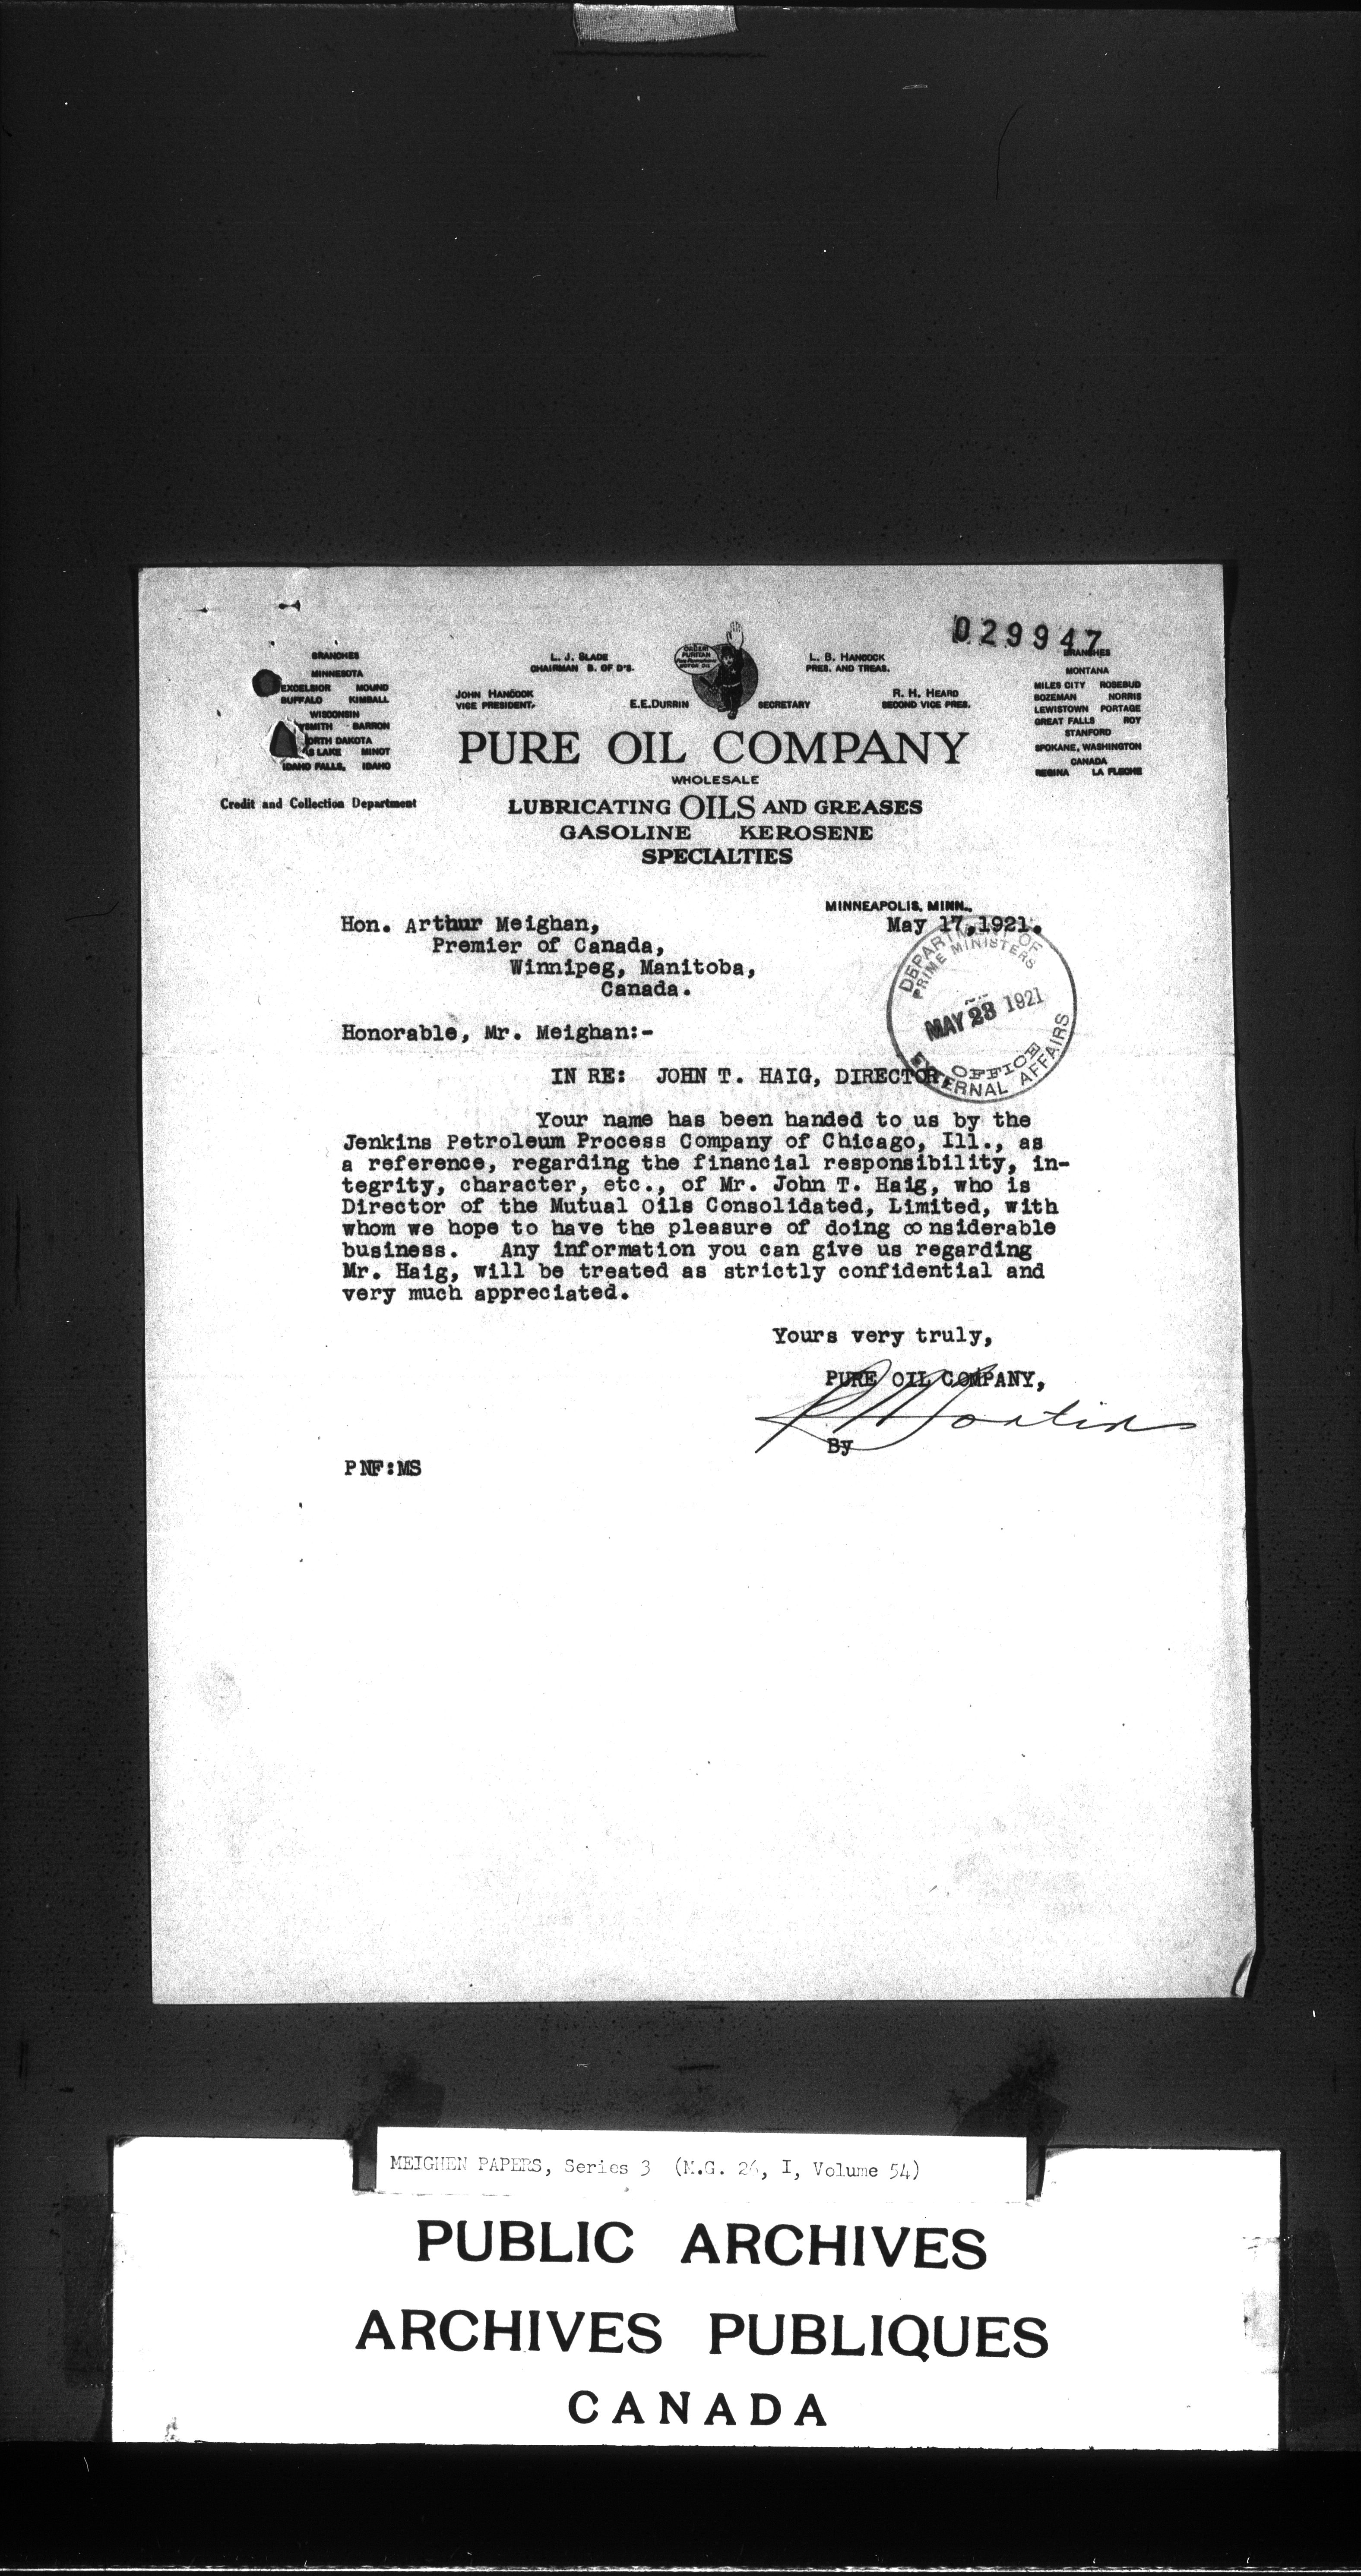 029947
BRANCHES
MINNESOTA
EXCELSIOR MOUND
BUFFALO KIMBALL
WISCONSIN
YSMITH BARRON
ORTH DAKOTA
S LAKE MINOT
IDAHO FALLS, IDAHO
Credit and Collection Department
L. J. SLADE
CHAIRMAN B. OF D'S.
JOHN HANCOCK
VICE PRESIDENT,
E.E.DURRIN SECRETARY
PURITAN
MOTOR OIL
L. B. HANCOCK
PRES. AND TREAS.
R. H. HEARD
SECOND VICE PRES.
BRANCHES
MONTANA
MILES CITY ROSEBUD
BOZEMAN NORRIS
LEWISTOWN PORTAGE
GREAT FALLS ROY
STANFORD
SPOKANE, WASHINGTON
CANADA
REGINA LA FLECHE
PURE OIL COMPANY
WHOLESALE
LUBRICATING OILS AND GREASES
GASOLINE KEROSENE
SPECIALTIES
MINNEAPOLIS, MINN.,
May 17,1921.
Hon. Arthur Meighan,
Premier of Canada,
Winnipeg, Manitoba,
Canada.
DEPARTMENT OF
PRIME MINISTERS
MAY 23 1921
OFFICE
EXTERNAL AFFAIRS
Honorable, Mr. Meighan:-
IN RE: JOHN T. HAIG, DIRECTOR
Your name has been handed to us by the
Jenkins Petroleum Process Company of Chicago, Ill., as
a reference, regarding the financial responsibility, in-
tegrity, character, etc., of Mr. John T. Haig, who is
Director of the Mutual Oils Consolidated, Limited, with
whom we hope to have the pleasure of doing considerable
business. Any information you can give us regarding
Mr. Haig, will be treated as strictly confidential and
very much appreciated.
Yours very truly,
PURE OIL COMPANY,
By
PNF:MS
MEIGHEN PAPERS, Series 3 (M.G. 26, I, Volume 54)
PUBLIC ARCHIVES
ARCHIVES PUBLIQUES
CANADA